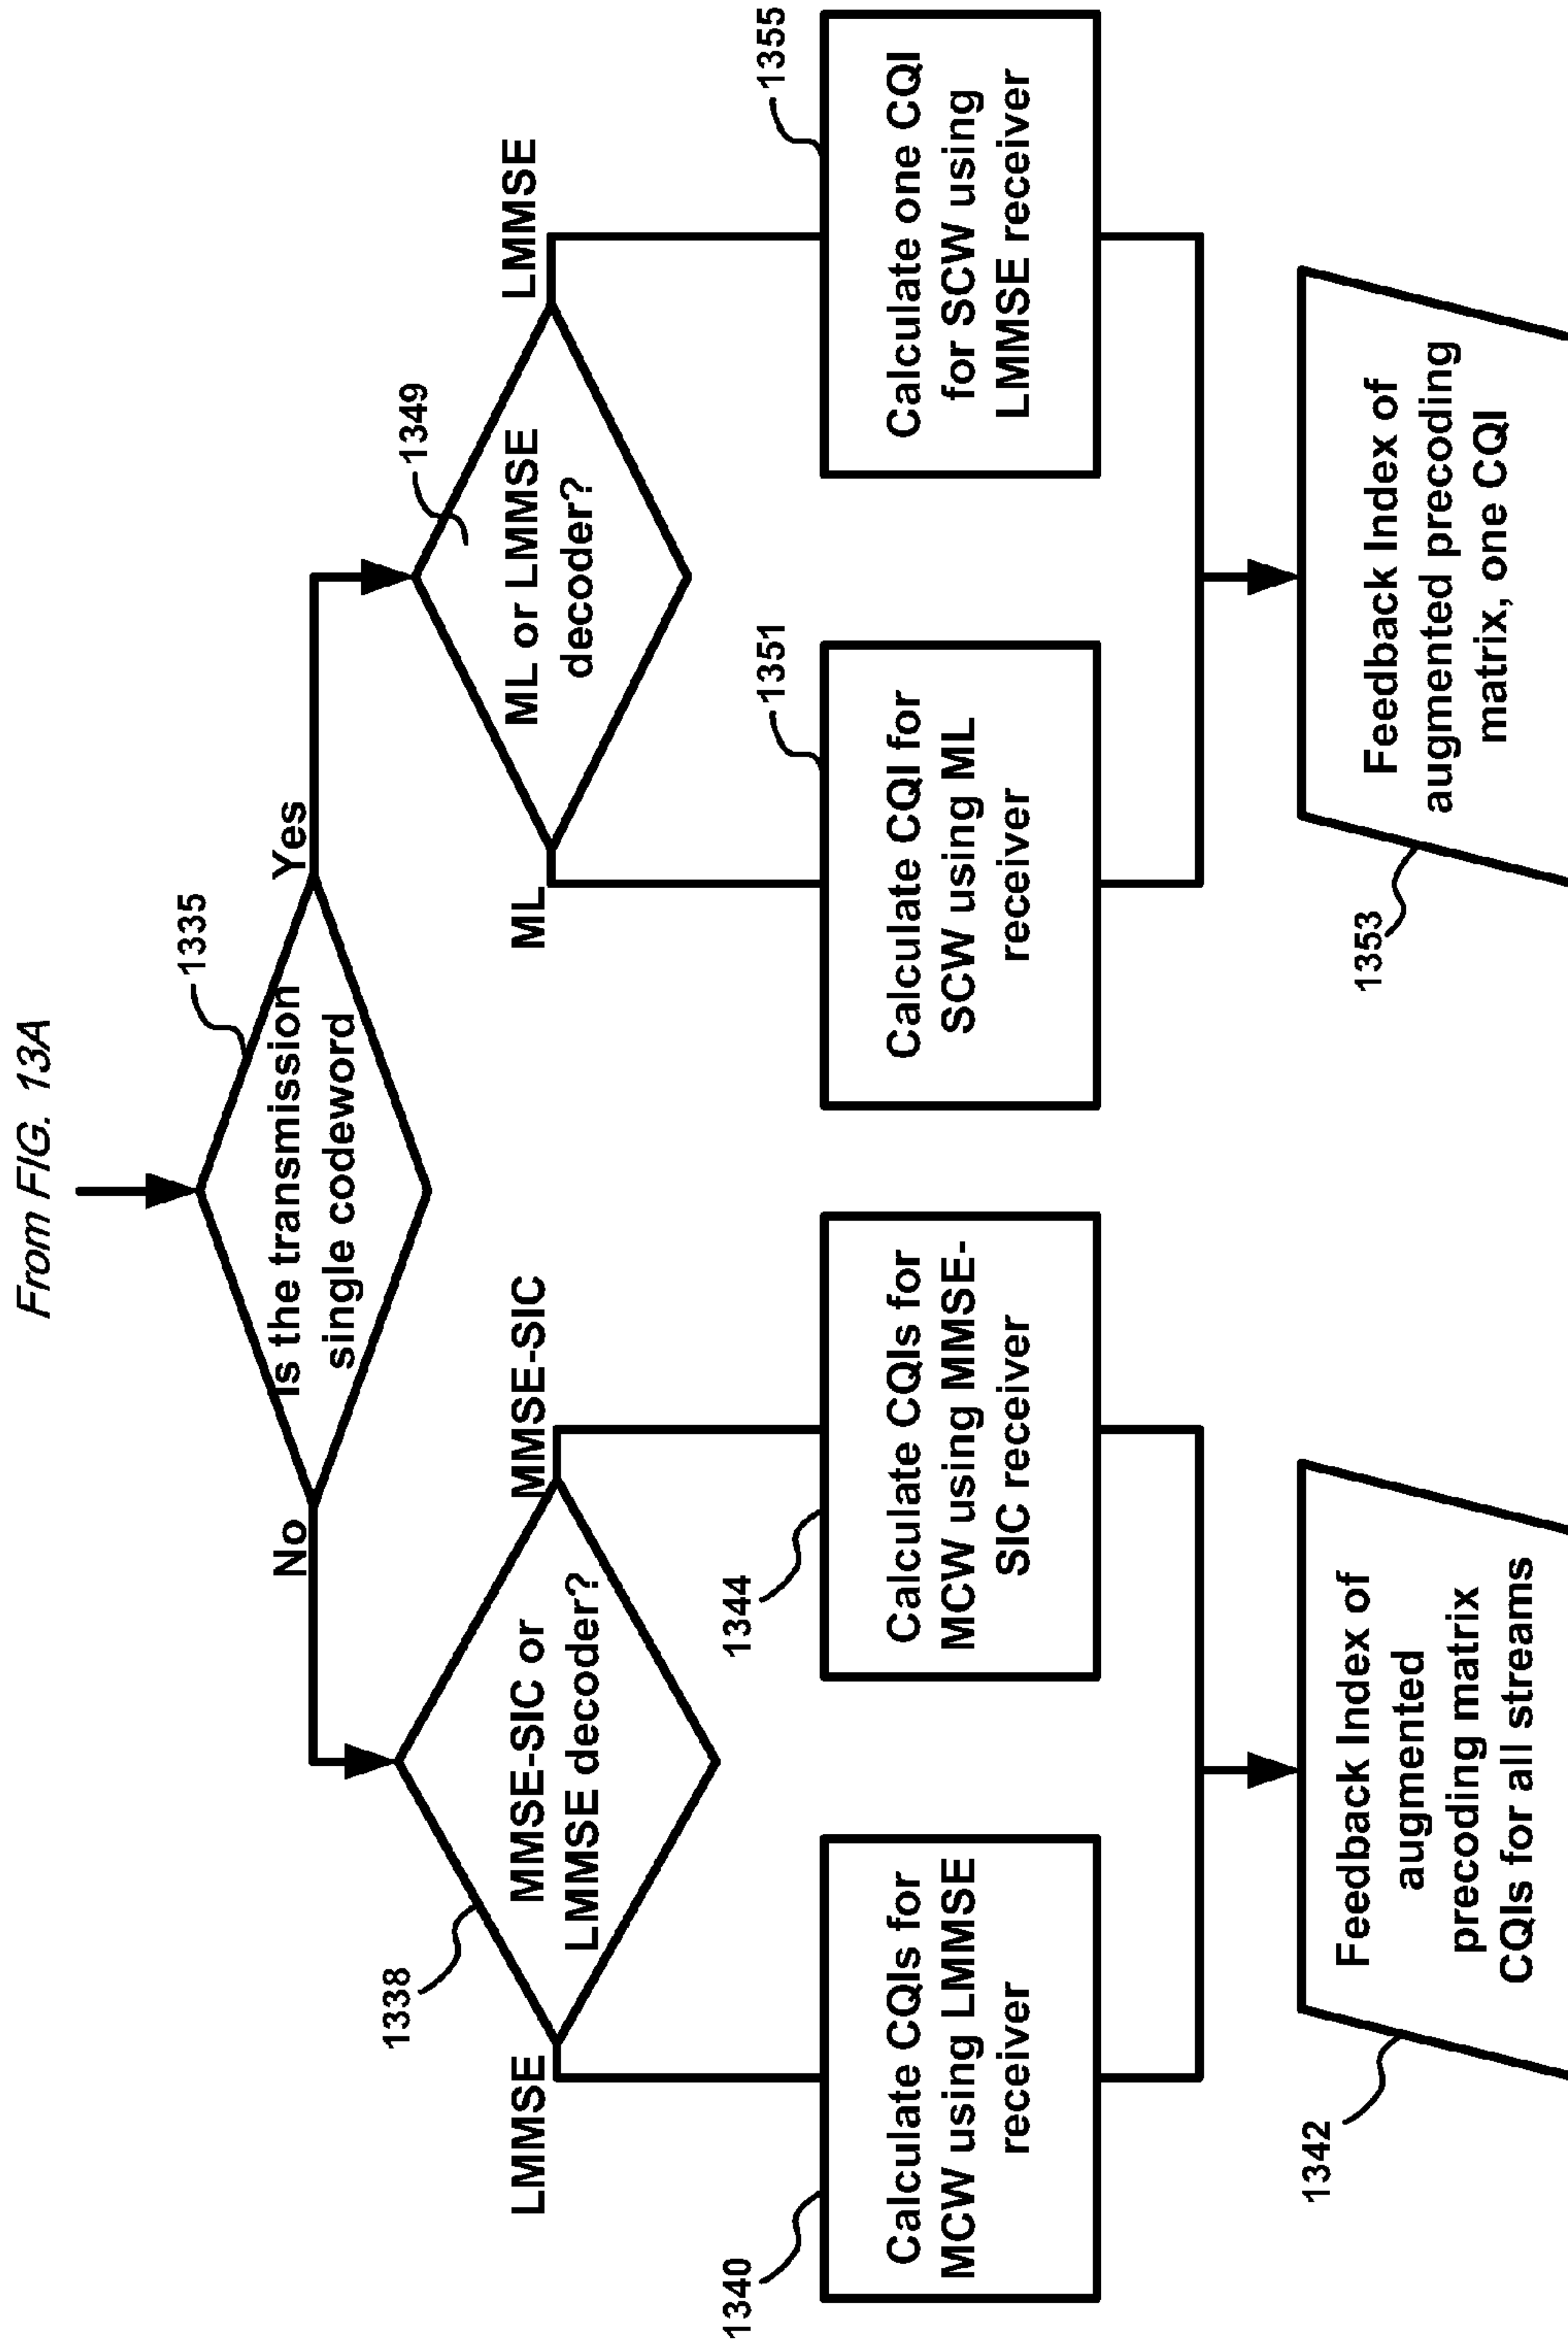 From FIG. 13A
1335
Is the transmission
single codeword
No
Yes
1338
MMSE-SIC or
LMMSE decoder?
LMMSE
MMSE-SIC
1349
ML or LMMSE
decoder?
ML
LMMSE
1340
Calculate CQIs for
MCW using LMMSE
receiver
1344
Calculate CQIs for
MCW using MMSE-
SIC receiver
1351
Calculate CQI for
SCW using ML
receiver
1355
Calculate one CQI
for SCW using
LMMSE receiver
1342
Feedback Index of
augmented
precoding matrix
CQIs for all streams
1353
Feedback Index of
augmented precoding
matrix, one CQI